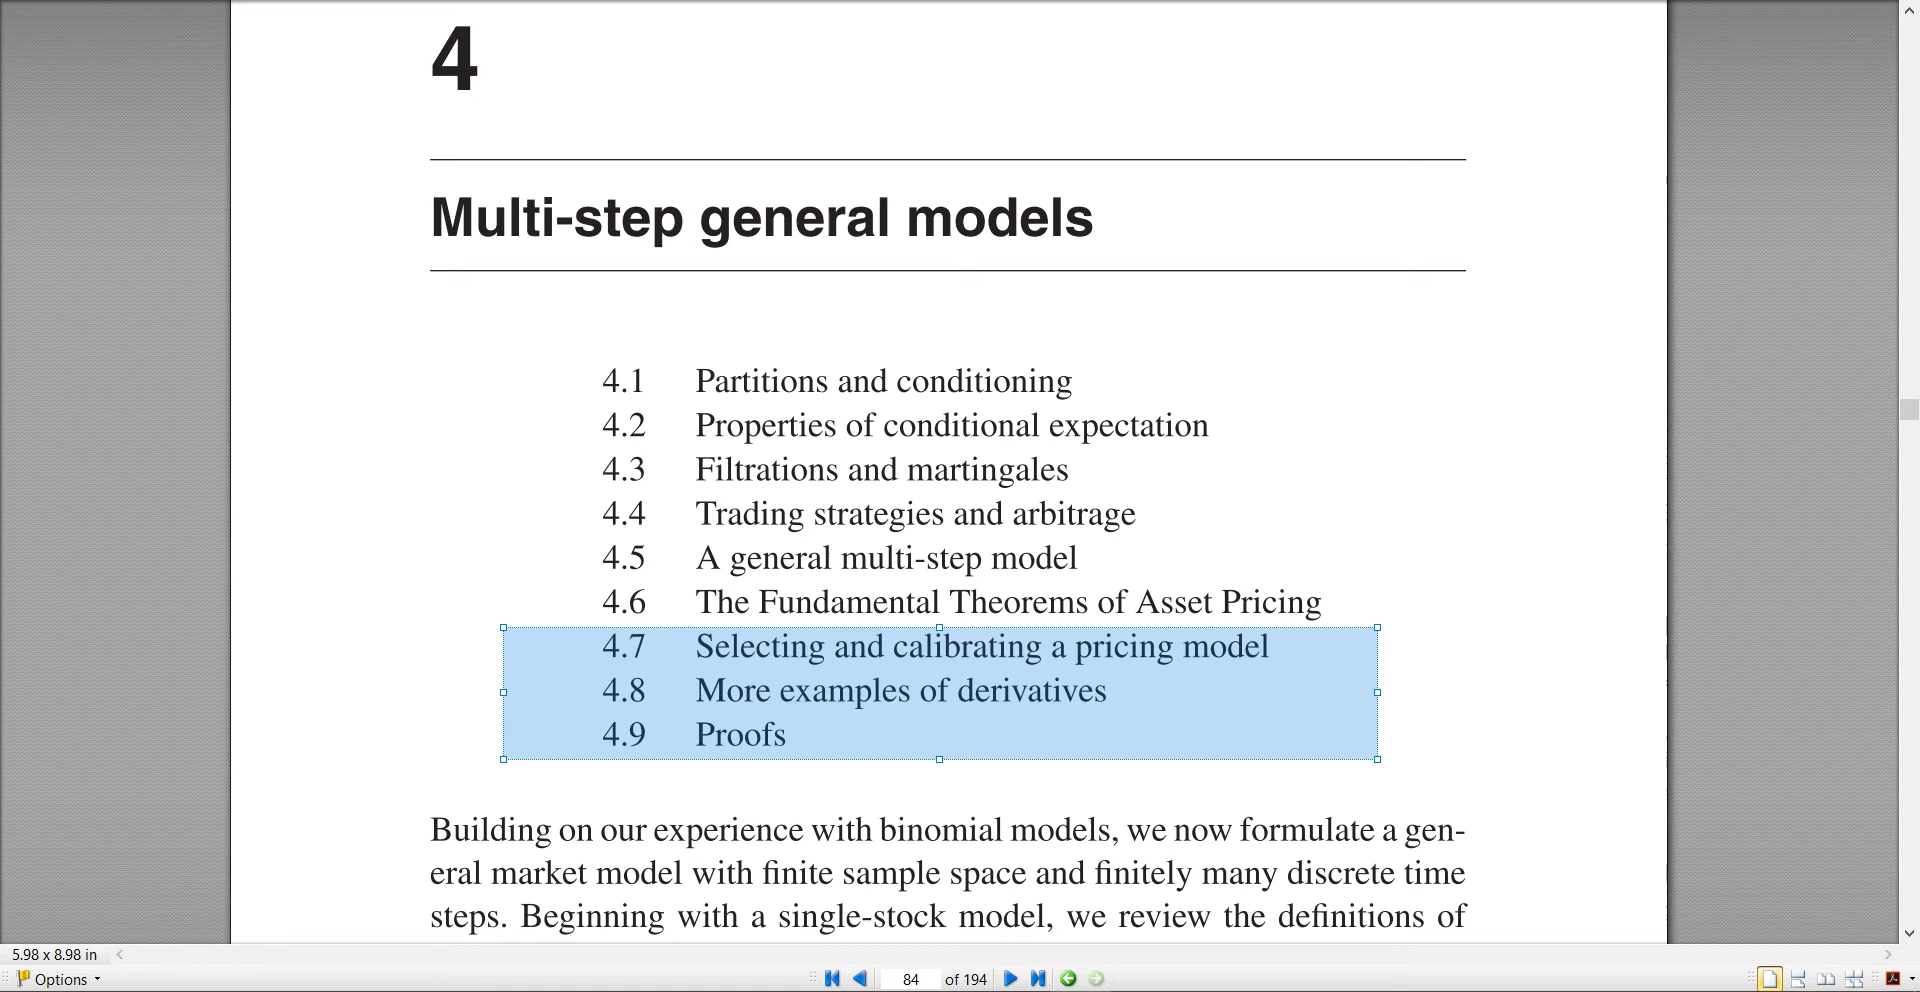 4
Multi-step general models
4.1 Partitions and conditioning
4.2 Properties of conditional expectation
4.3 Filtrations and martingales
4.4 Trading strategies and arbitrage
4.5 A general multi-step model
4.6 The Fundamental Theorems of Asset Pricing
4.7 Selecting and calibrating a pricing model
4.8 More examples of derivatives
4.9 Proofs
Building on our experience with binomial models, we now formulate a gen-
eral market model with finite sample space and finitely many discrete time
steps. Beginning with a single-stock model, we review the definitions of
5.98 x 8.98 in
Options
84 of 194